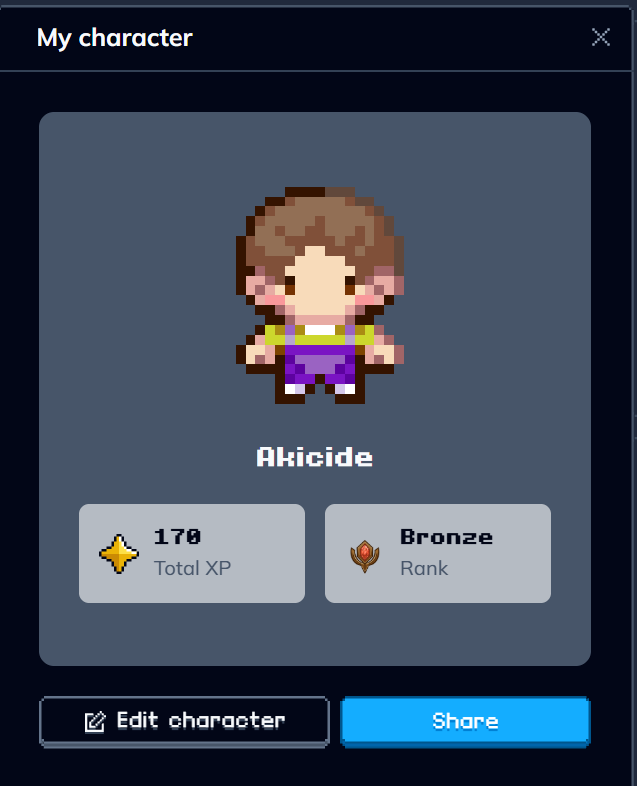 My character
Akicide
170
Total XP
Bronze
Rank
Edit character
Share